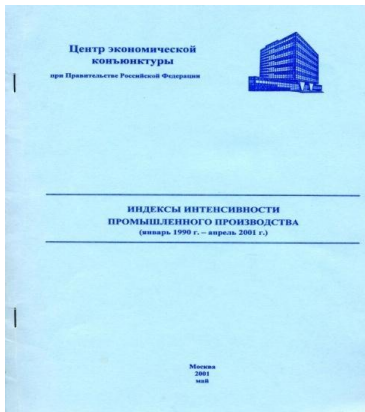 Центр экономической
конъюнктуры
при Правительстве Российской Федерации
ИНДЕКСЫ ИНТЕНСИВНОСТИ
ПРОМЫШЛЕННОГО ПРОИЗВОДСТВА
(январь 1990 г. – апрель 2001 г.)
Москва
2001
май